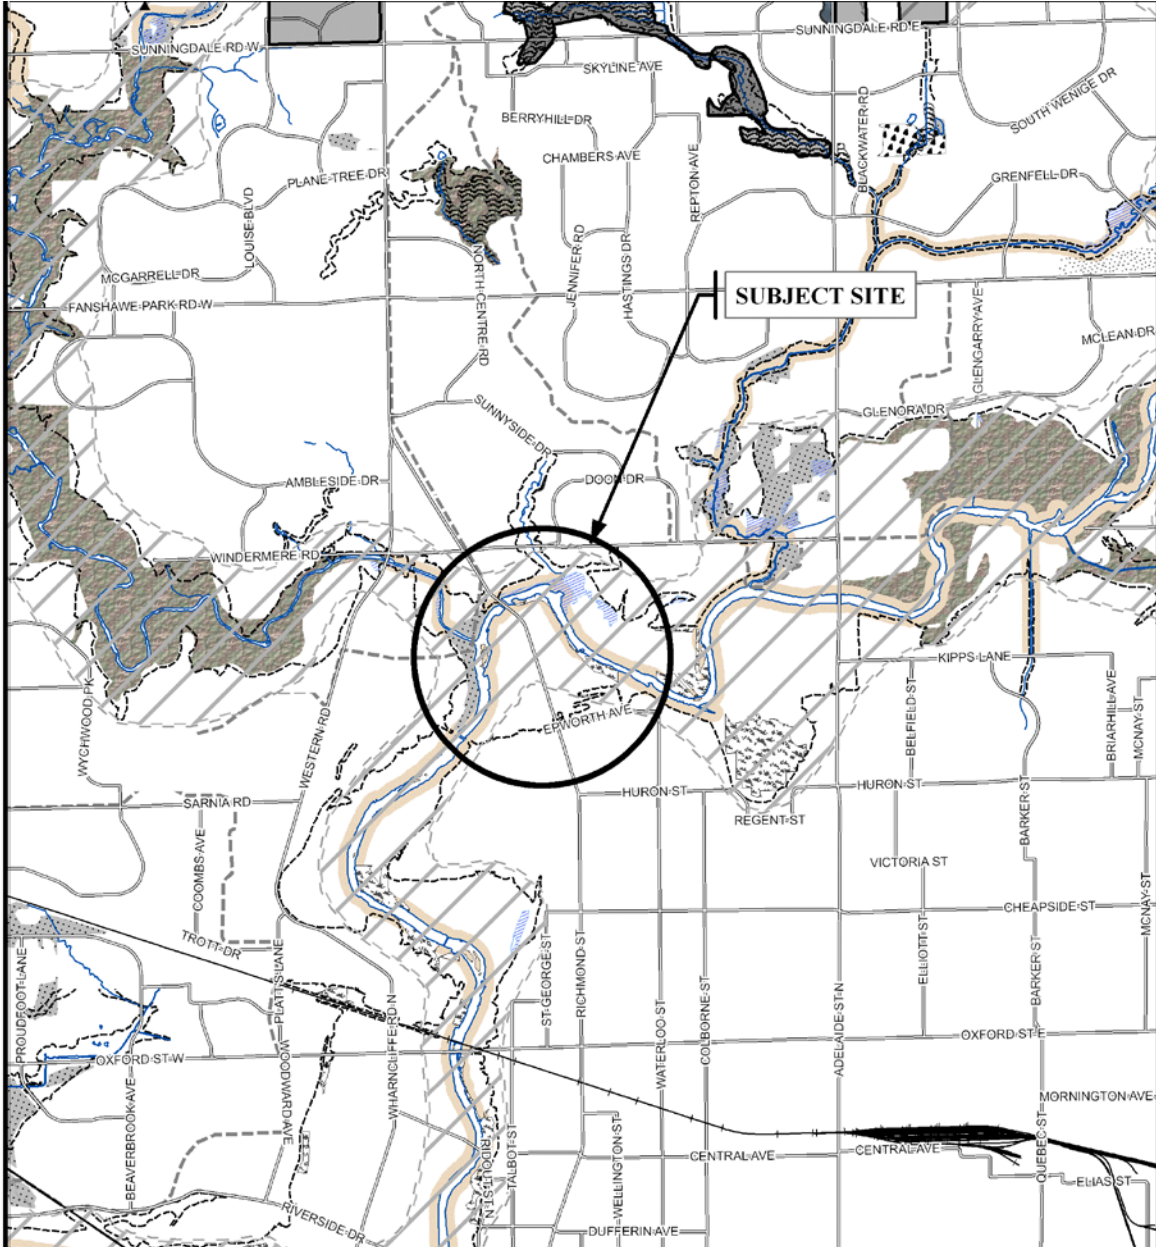 SUNNINGDALE RD W
SUNNINGDALE RD E
SKYLINE AVE
BERRYHILL DR
SOUTH WENIGE DR
BLACKWATER RD
CHAMBERS AVE
PLANE TREE DR
REPTON AVE
GRENFELL DR
LOUISE BLVD
JENNIFER RD
HASTINGS DR
NORTH CENTRE RD
MCGARRELL DR
FANSHAWE PARK RD W
SUBJECT SITE
GLENGARRY AVE
MCLEAN DR
SUNNYSIDE DR
GLENORA DR
AMBLESIDE DR
DOON DR
WINDERMERE RD
KIPPS LANE
WYCHWOOD PK
WESTERN RD
EPWORTH AVE
BELFIELD ST
BRIARHILL AVE
MCNAY ST
SARNIA RD
HURON ST
HURON ST
REGENT ST
BARKER ST
COOMBS AVE
VICTORIA ST
CHEAPSIDE ST
MCNAY ST
TROTT DR
PROUDFOOT LANE
PLATT'S LANE
ST GEORGE ST
RICHMOND ST
ELLIOTT ST
BARKER ST
WATERLOO ST
COLBORNE ST
ADELAIDE ST N
OXFORD ST E
OXFORD ST W
WHARNCLIFFE RD N
WOODWARD AVE
BEAVERBROOK AVE
MORNINGTON AVE
RIDOUT ST N
TALBOT ST
WELLINGTON ST
CENTRAL AVE
CENTRAL AVE
QUEBEC ST
ELIAS ST
RIVERSIDE DR
DUFFERIN AVE